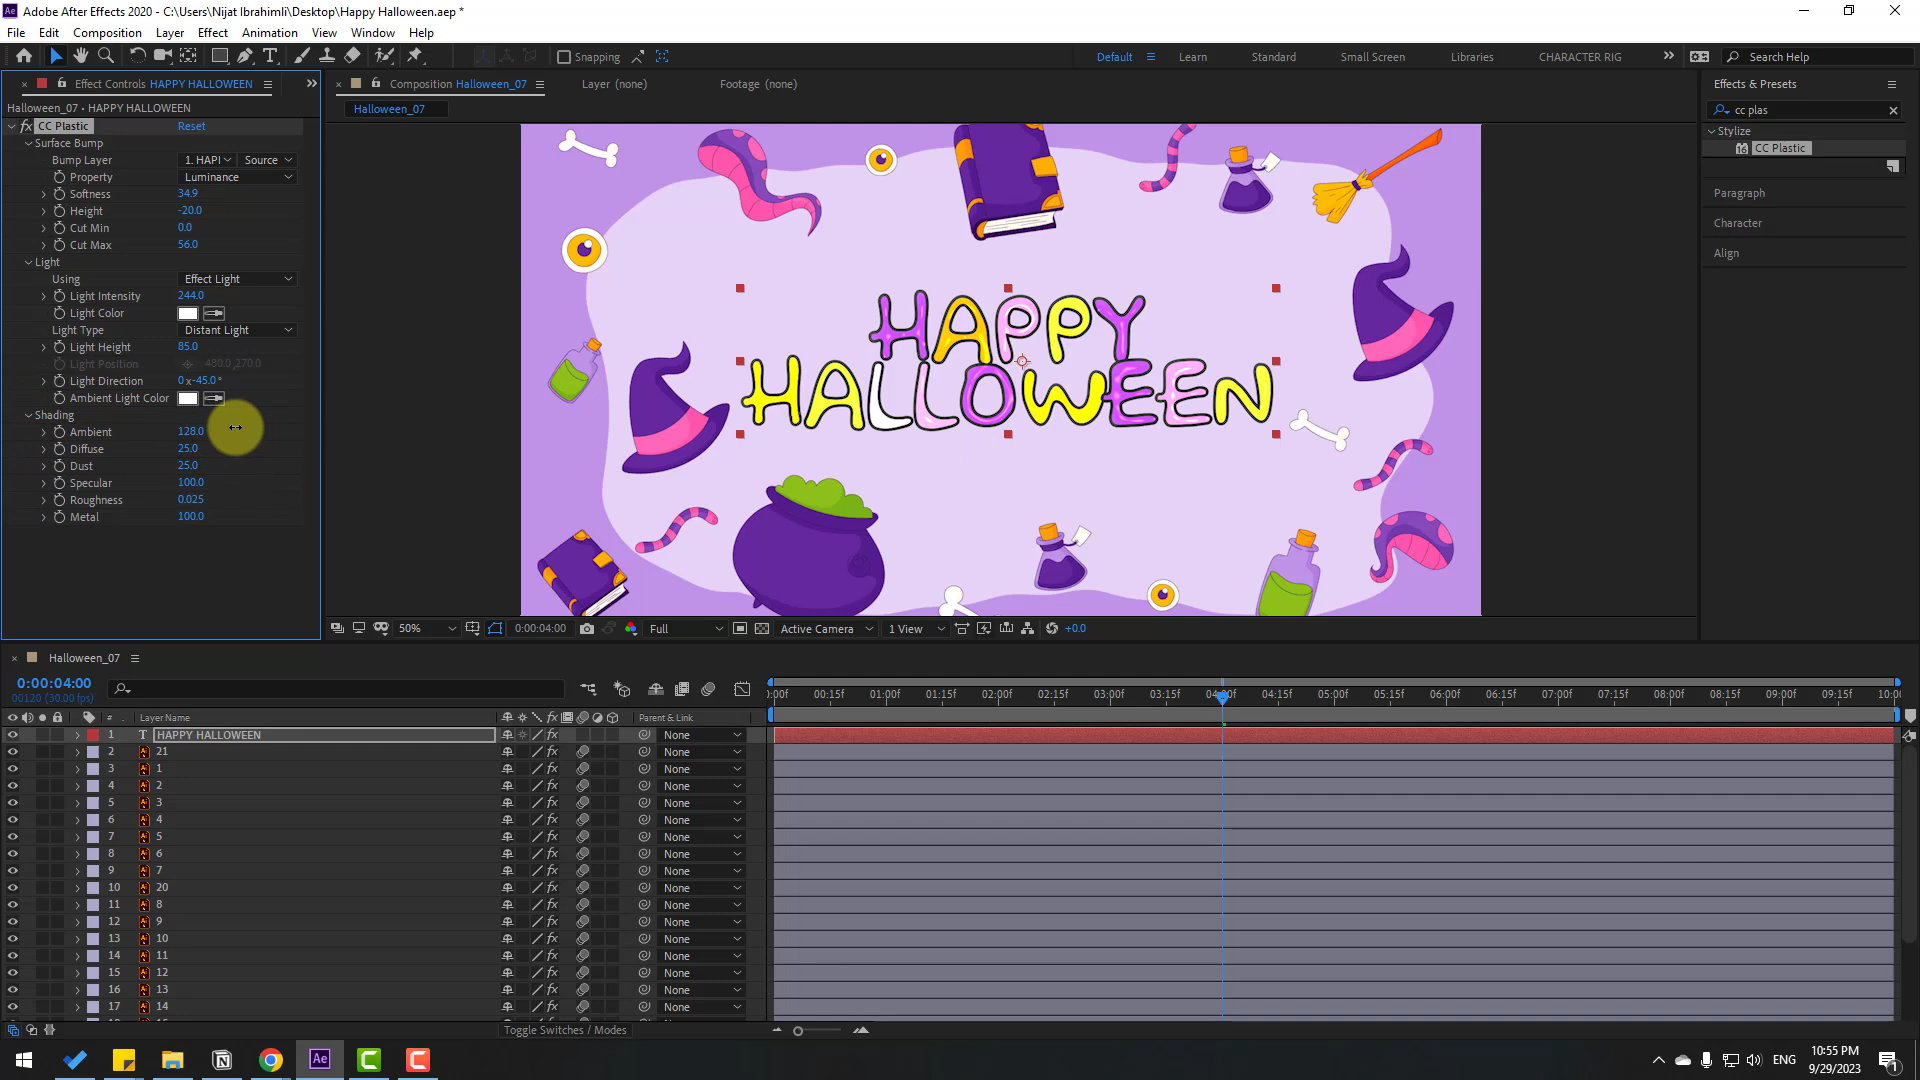 Adobe After Effects 2020 - C:\Users\Nijat Ibrahimli\Desktop\Happy Halloween.aep *
File Edit Composition Layer Effect Animation View Window Help
Snapping
Default Learn Standard Small Screen Libraries CHARACTER RIG Search Help
Effect Controls HAPPY HALLOWEEN
Composition Halloween_07
Layer (none)
Footage (none)
Effects & Presets
Halloween_07 • HAPPY HALLOWEEN
Halloween_07
cc plas
fx CC Plastic Reset
Stylize
CC Plastic
Paragraph
Character
Align
Surface Bump
Bump Layer 1. HAPI Source
Property Luminance
Softness 34.9
Height -20.0
Cut Min 0.0
Cut Max 56.0
Light
Using Effect Light
Light Intensity 244.0
Light Color
Light Type Distant Light
Light Height 85.0
Light Position 480.0,270.0
Light Direction 0x-45.0°
Ambient Light Color
Shading
Ambient 128.0
Diffuse 25.0
Dust 25.0
Specular 100.0
Roughness 0.025
Metal 100.0
HAPPY
HALLOWEEN
50% 0:00:04:00 Full Active Camera 1 View +0.0
Halloween_07
0:00:04:00
00120 (30.00 fps)
:00f 00:15f 01:00f 01:15f 02:00f 02:15f 03:00f 03:15f 04:00f 04:15f 05:00f 05:15f 06:00f 06:15f 07:00f 07:15f 08:00f 08:15f 09:00f 09:15f 10:0
# Layer Name Parent & Link
1 T HAPPY HALLOWEEN None
2 21 None
3 1 None
4 2 None
5 3 None
6 4 None
7 5 None
8 6 None
9 7 None
10 20 None
11 8 None
12 9 None
13 10 None
14 11 None
15 12 None
16 13 None
17 14 None
Toggle Switches / Modes
Ae
ENG
10:55 PM
9/29/2023
1